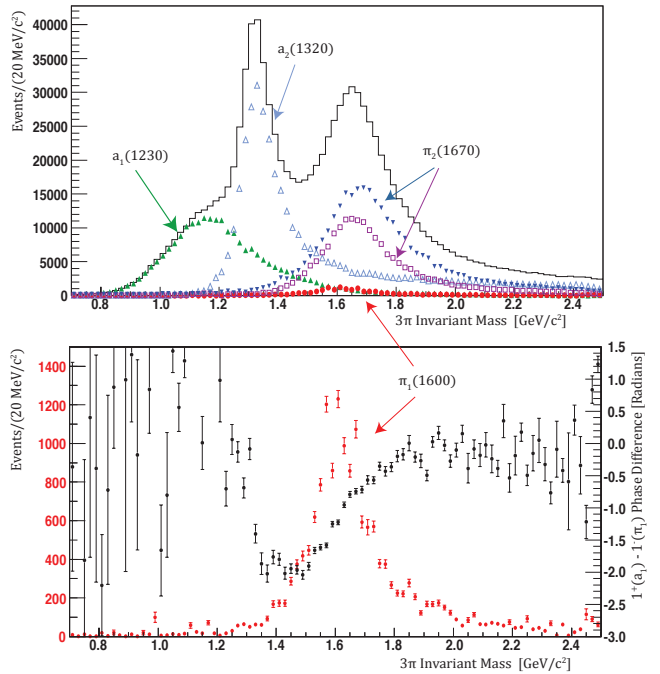 Events/(20 MeV/c²)
40000
35000
30000
25000
20000
15000
10000
5000
0
a₂(1320)
a₁(1230)
π₂(1670)
0.8 1.0 1.2 1.4 1.6 1.8 2.0 2.2 2.4
3π Invariant Mass [GeV/c²]
Events/(20 MeV/c²)
1400
1200
1000
800
600
400
200
0
π₁(1600)
1.5
1.0
0.5
0.0
-0.5
-1.0
-1.5
-2.0
-2.5
-3.0
1⁺(a₁) - 1⁻(π₁) Phase Difference [Radians]
0.8 1.0 1.2 1.4 1.6 1.8 2.0 2.2 2.4
3π Invariant Mass [GeV/c²]